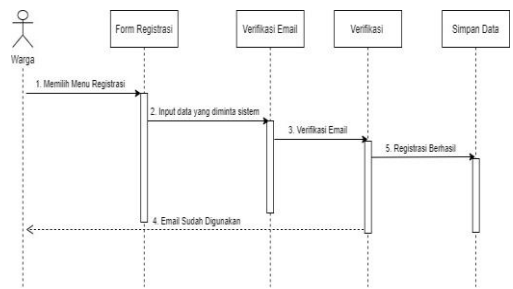 Form Registrasi
Verifikasi Email
Verifikasi
Simpan Data
Warga
1. Memilih Menu Registrasi
2. Input data yang diminta sistem
3. Verifikasi Email
5. Registrasi Berhasil
4. Email Sudah Digunakan